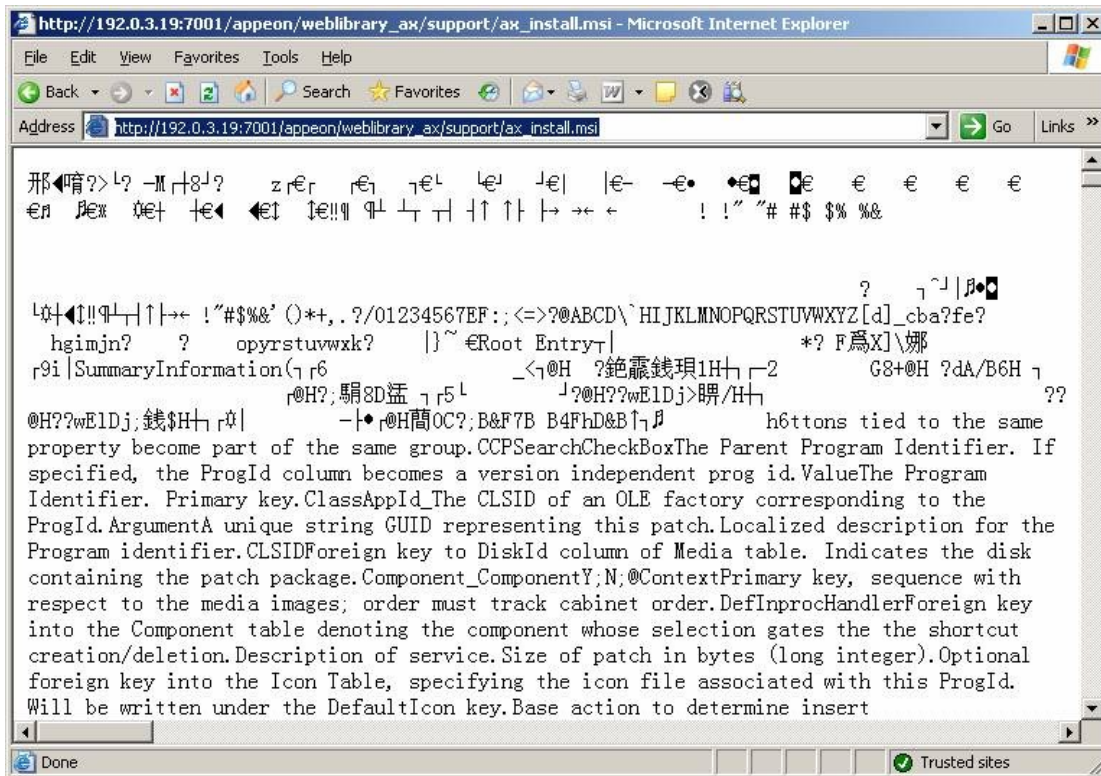 http://192.0.3.19:7001/appeon/weblibrary_ax/support/ax_install.msi - Microsoft Internet Explorer
File Edit View Favorites Tools Help
Back Search Favorites
Address http://192.0.3.19:7001/appeon/weblibrary_ax/support/ax_install.msi Go Links »
! !" "# #$ $% %&
!"#$%&'()*+,.?/01234567EF:;<=>?@ABCD\`HIJKLMNOPQRSTUVWXYZ[d]_cba?fe?
hgimjn? ? opyrstuvwxk? |}~ €Root Entry
SummaryInformation(
h6ttons tied to the same
property become part of the same group.CCPSearchCheckBoxThe Parent Program Identifier. If
specified, the ProgId column becomes a version independent prog id.ValueThe Program
Identifier. Primary key.ClassAppId_The CLSID of an OLE factory corresponding to the
ProgId.ArgumentA unique string GUID representing this patch.Localized description for the
Program identifier.CLSIDForeign key to DiskId column of Media table. Indicates the disk
containing the patch package.Component_ComponentY;N;@ContextPrimary key, sequence with
respect to the media images; order must track cabinet order.DefInprocHandlerForeign key
into the Component table denoting the component whose selection gates the the shortcut
creation/deletion.Description of service.Size of patch in bytes (long integer).Optional
foreign key into the Icon Table, specifying the icon file associated with this ProgId.
Will be written under the DefaultIcon key.Base action to determine insert
Done Trusted sites